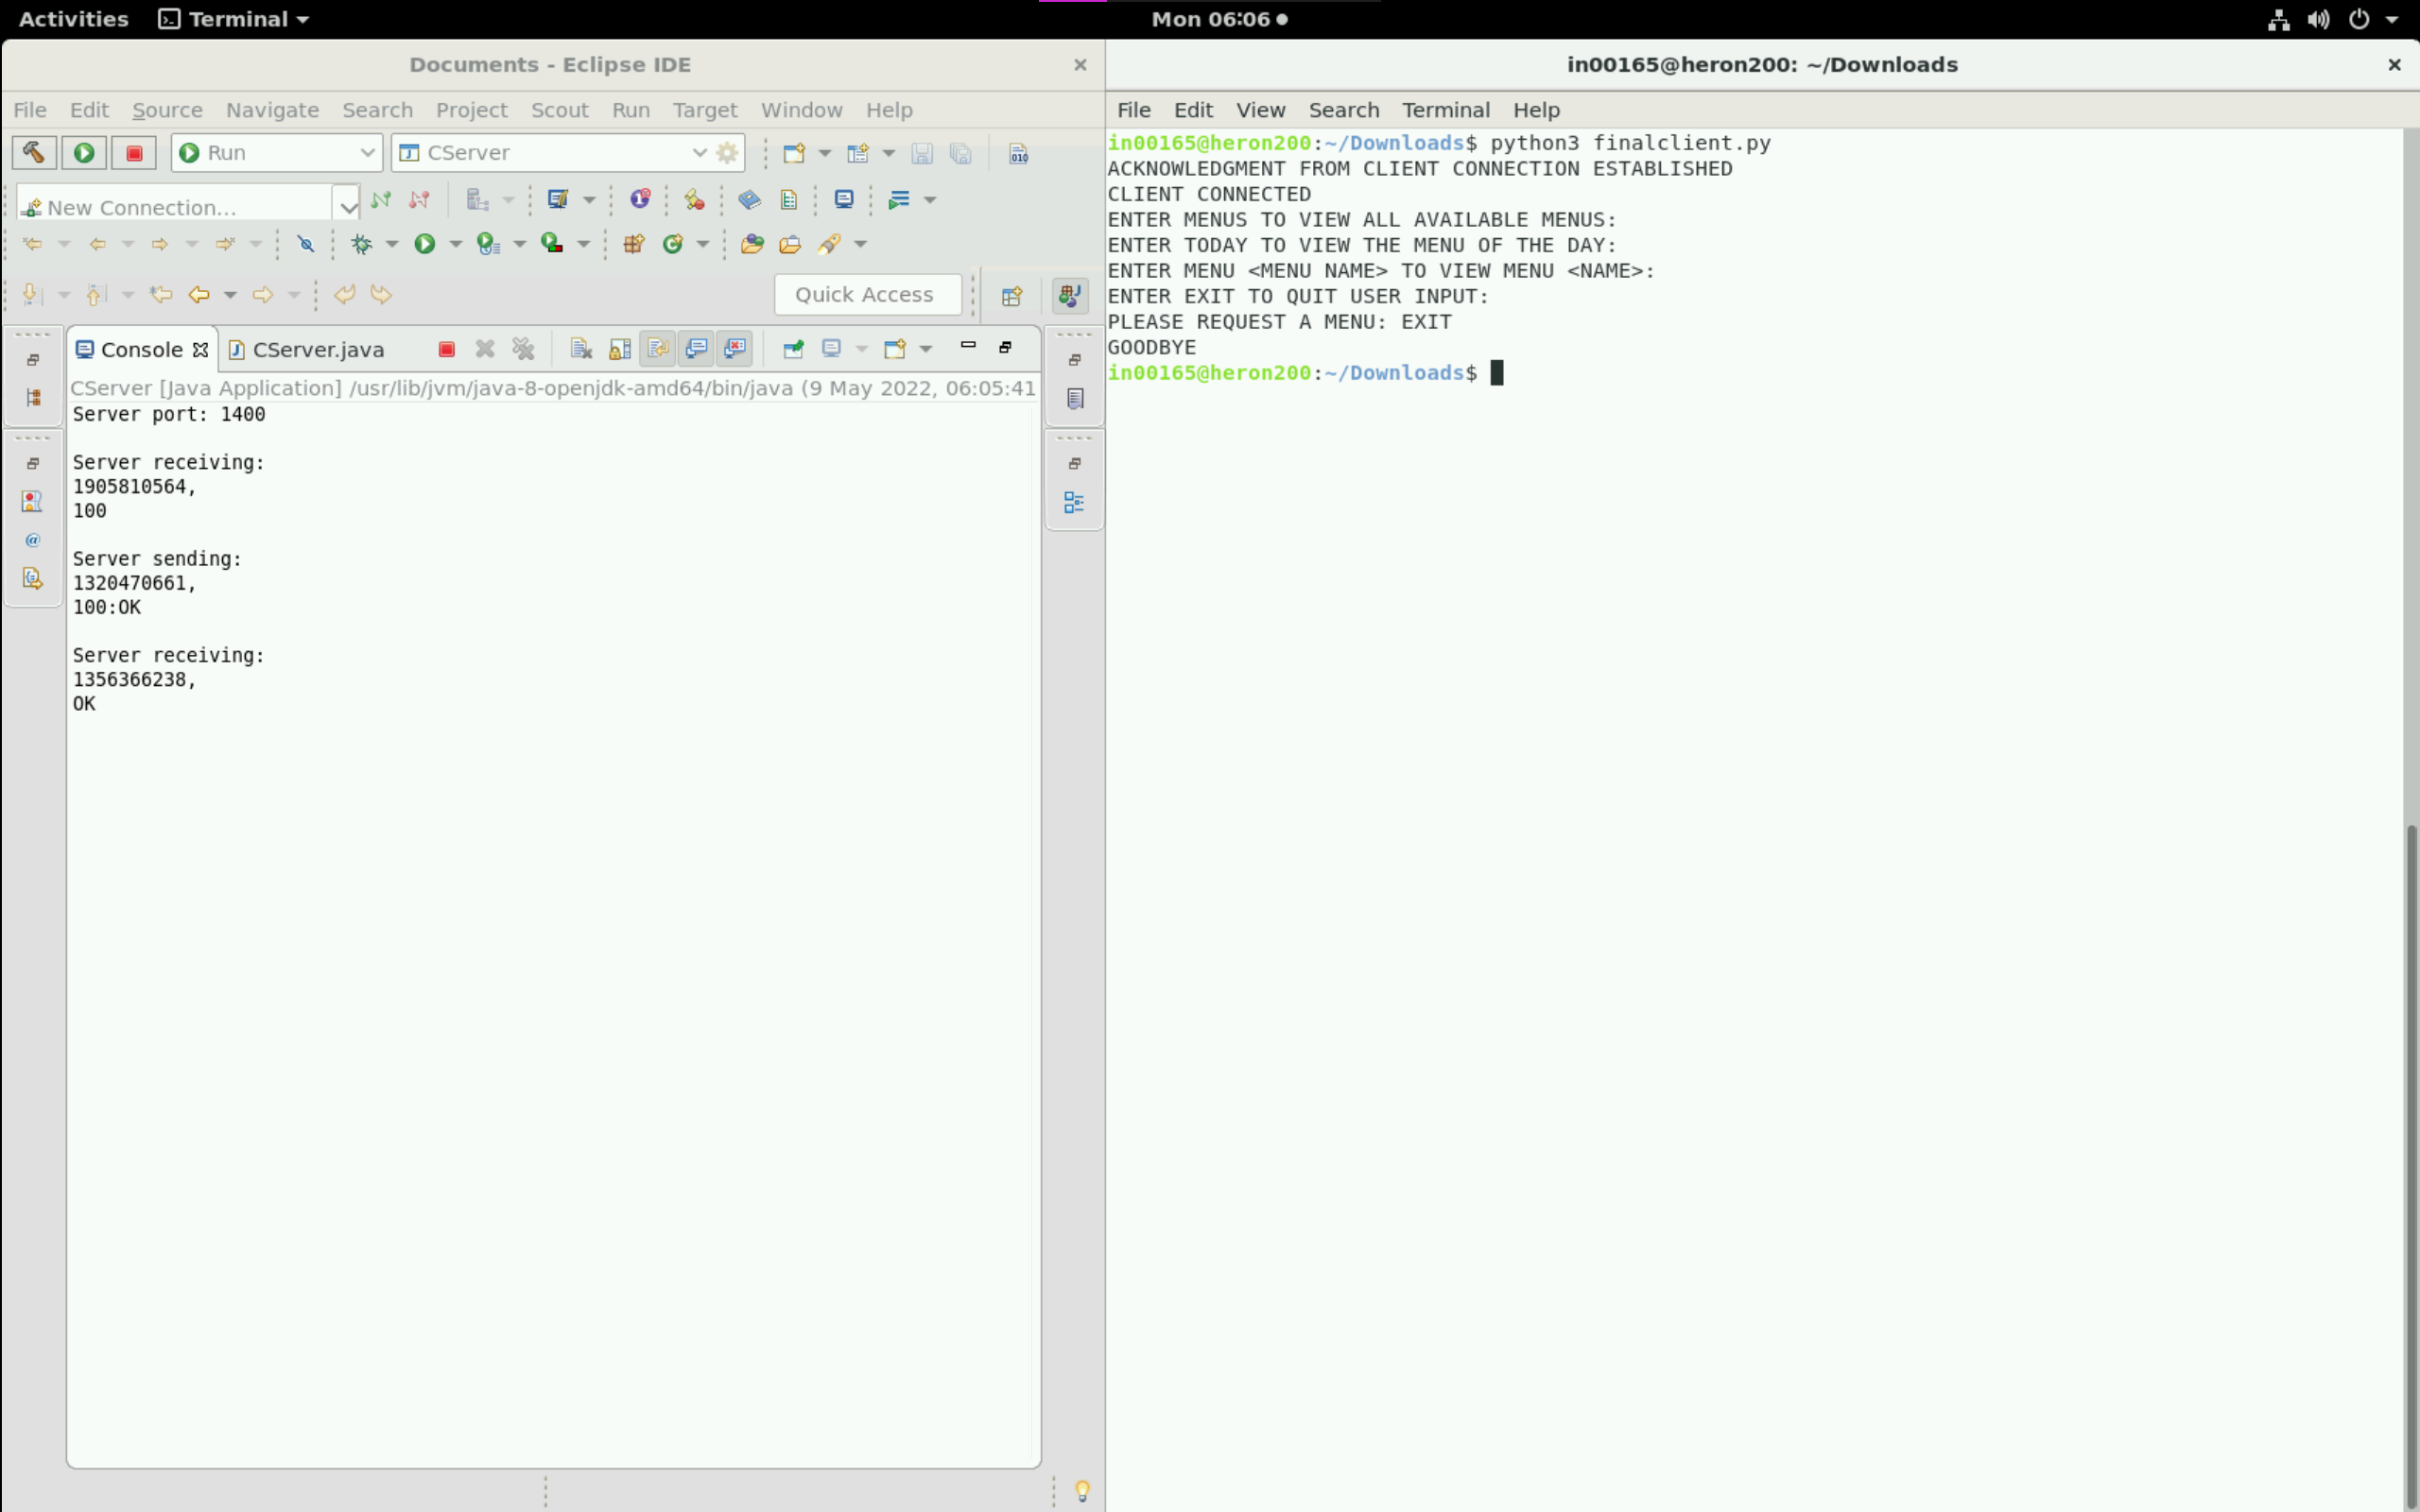 Activities Terminal Mon 06:06
Documents - Eclipse IDE
File Edit Source Navigate Search Project Scout Run Target Window Help
Run CServer 010
New Connection...
Quick Access
Console CServer.java
CServer [Java Application] /usr/lib/jvm/java-8-openjdk-amd64/bin/java (9 May 2022, 06:05:41
Server port: 1400
Server receiving:
1905810564,
100
Server sending:
1320470661,
100:OK
Server receiving:
1356366238,
OK
in00165@heron200: ~/Downloads
File Edit View Search Terminal Help
in00165@heron200:~/Downloads$ python3 finalclient.py
ACKNOWLEDGMENT FROM CLIENT CONNECTION ESTABLISHED
CLIENT CONNECTED
ENTER MENUS TO VIEW ALL AVAILABLE MENUS:
ENTER TODAY TO VIEW THE MENU OF THE DAY:
ENTER MENU <MENU NAME> TO VIEW MENU <NAME>:
ENTER EXIT TO QUIT USER INPUT:
PLEASE REQUEST A MENU: EXIT
GOODBYE
in00165@heron200:~/Downloads$